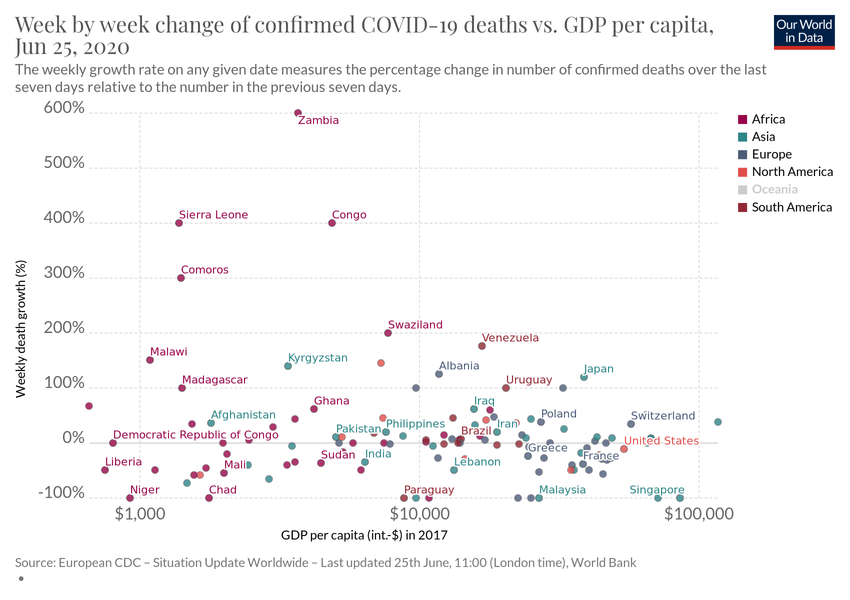 Week by week change of confirmed COVID-19 deaths vs. GDP per capita,
Jun 25, 2020
Our World
in Data
The weekly growth rate on any given date measures the percentage change in number of confirmed deaths over the last
seven days relative to the number in the previous seven days.
600%
Zambia
Africa
Asia
Europe
North America
Oceania
South America
500%
400%
Sierra Leone
Congo
300%
Comoros
200%
Swaziland
Venezuela
Malawi
Kyrgyzstan
Albania
Japan
100%
Madagascar
Uruguay
Ghana
Iraq
Afghanistan
Pakistan
Philippines
Iran
Poland
Switzerland
0%
Democratic Republic of Congo
Brazil
United States
Liberia
Mali
Sudan
India
Lebanon
Greece
France
-100%
Niger
Chad
Paraguay
Malaysia
Singapore
$1,000
$10,000
$100,000
Weekly death growth (%)
GDP per capita (int.-$) in 2017
Source: European CDC – Situation Update Worldwide – Last updated 25th June, 11:00 (London time), World Bank